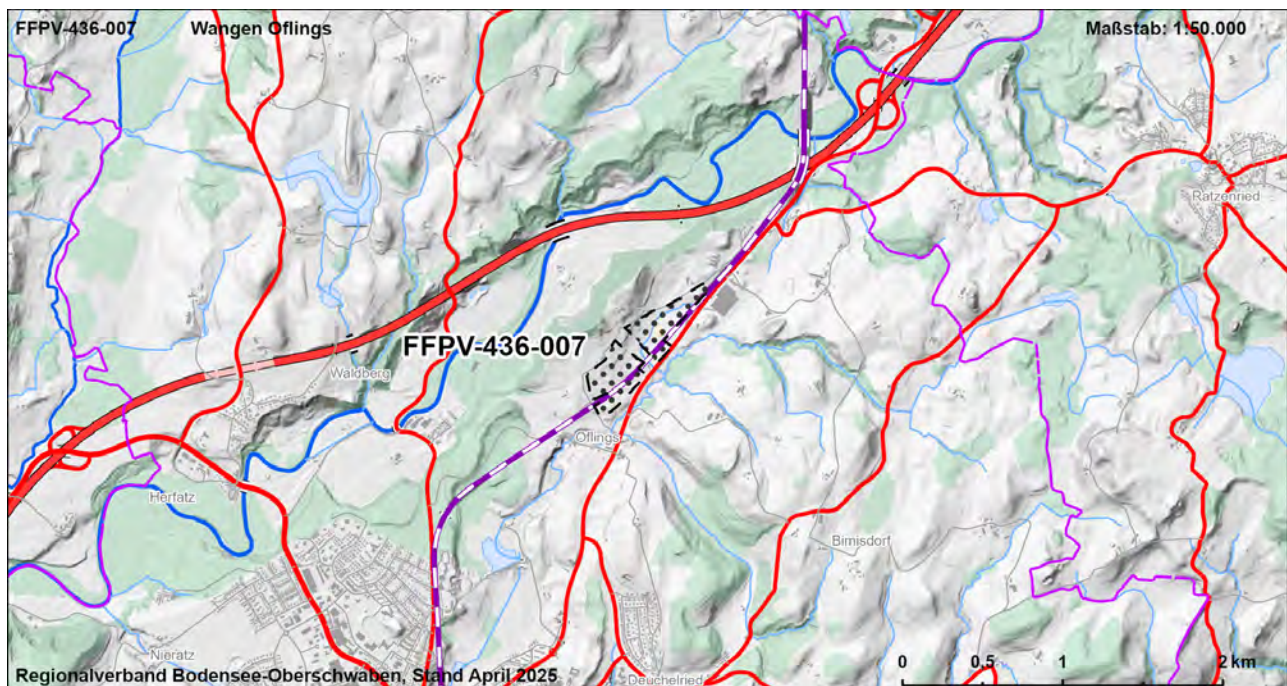 FFPV-436-007 Wangen Oflings Maßstab: 1:50.000
Ratzenried
FFPV-436-007
Waldberg
Oflings
Herfatz
Bimisdorf
Nieratz
0 0,5 1 2 km
Regionalverband Bodensee-Oberschwaben, Stand April 2025
Deuchelried